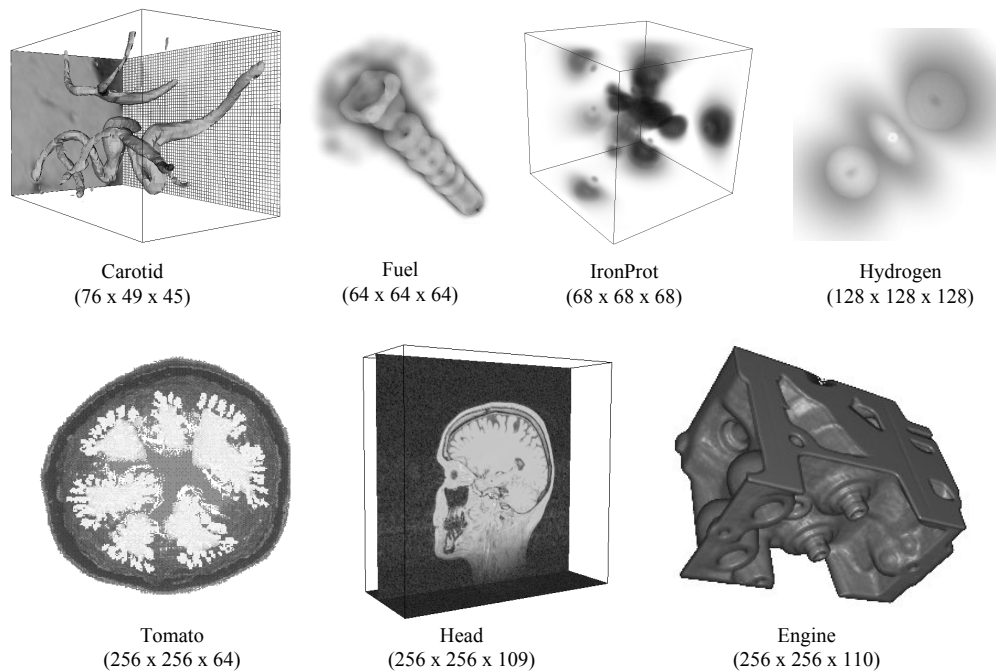 Carotid
(76 x 49 x 45)
Fuel
(64 x 64 x 64)
IronProt
(68 x 68 x 68)
Hydrogen
(128 x 128 x 128)
Tomato
(256 x 256 x 64)
Head
(256 x 256 x 109)
Engine
(256 x 256 x 110)